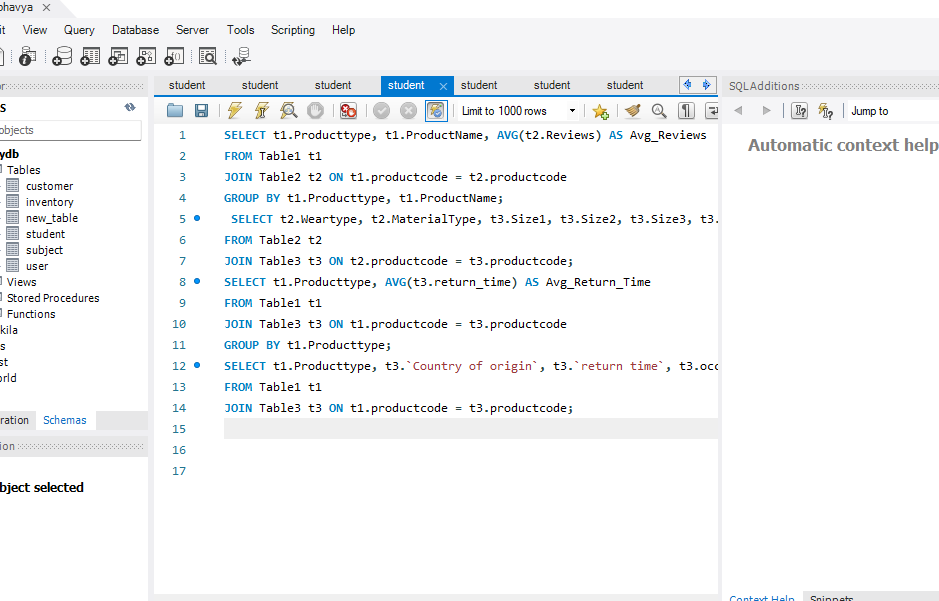 bhavya
it View Query Database Server Tools Scripting Help
student student student student student student student
SQLAdditions
Limit to 1000 rows
Jump to
Automatic context help
S
objects
ydb
Tables
customer
inventory
new_table
student
subject
user
Views
Stored Procedures
Functions
kila
s
st
orld
ration Schemas
ion
bject selected
1 SELECT t1.Producttype, t1.ProductName, AVG(t2.Reviews) AS Avg_Reviews
2 FROM Table1 t1
3 JOIN Table2 t2 ON t1.productcode = t2.productcode
4 GROUP BY t1.Producttype, t1.ProductName;
5 SELECT t2.Weartype, t2.MaterialType, t3.Size1, t3.Size2, t3.Size3, t3.
6 FROM Table2 t2
7 JOIN Table3 t3 ON t2.productcode = t3.productcode;
8 SELECT t1.Producttype, AVG(t3.return_time) AS Avg_Return_Time
9 FROM Table1 t1
10 JOIN Table3 t3 ON t1.productcode = t3.productcode
11 GROUP BY t1.Producttype;
12 SELECT t1.Producttype, t3.`Country of origin`, t3.`return time`, t3.occ
13 FROM Table1 t1
14 JOIN Table3 t3 ON t1.productcode = t3.productcode;
15
16
17
Context Help Snippets